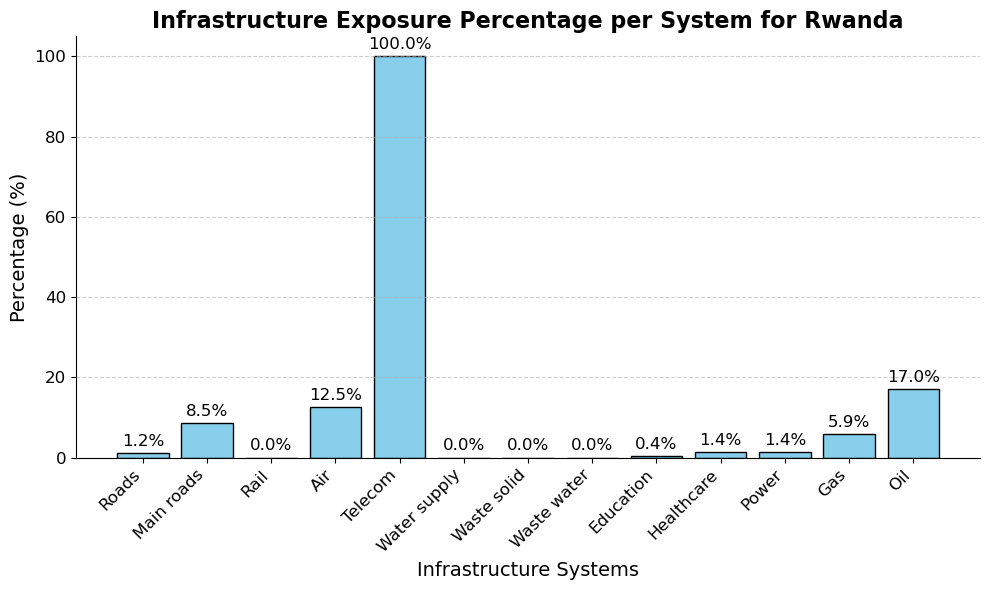 Infrastructure Exposure Percentage per System for Rwanda
Percentage (%)
100
80
60
40
20
0
1.2%
8.5%
0.0%
12.5%
100.0%
0.0%
0.0%
0.0%
0.4%
1.4%
1.4%
5.9%
17.0%
Roads
Main roads
Rail
Air
Telecom
Water supply
Waste solid
Waste water
Education
Healthcare
Power
Gas
Oil
Infrastructure Systems